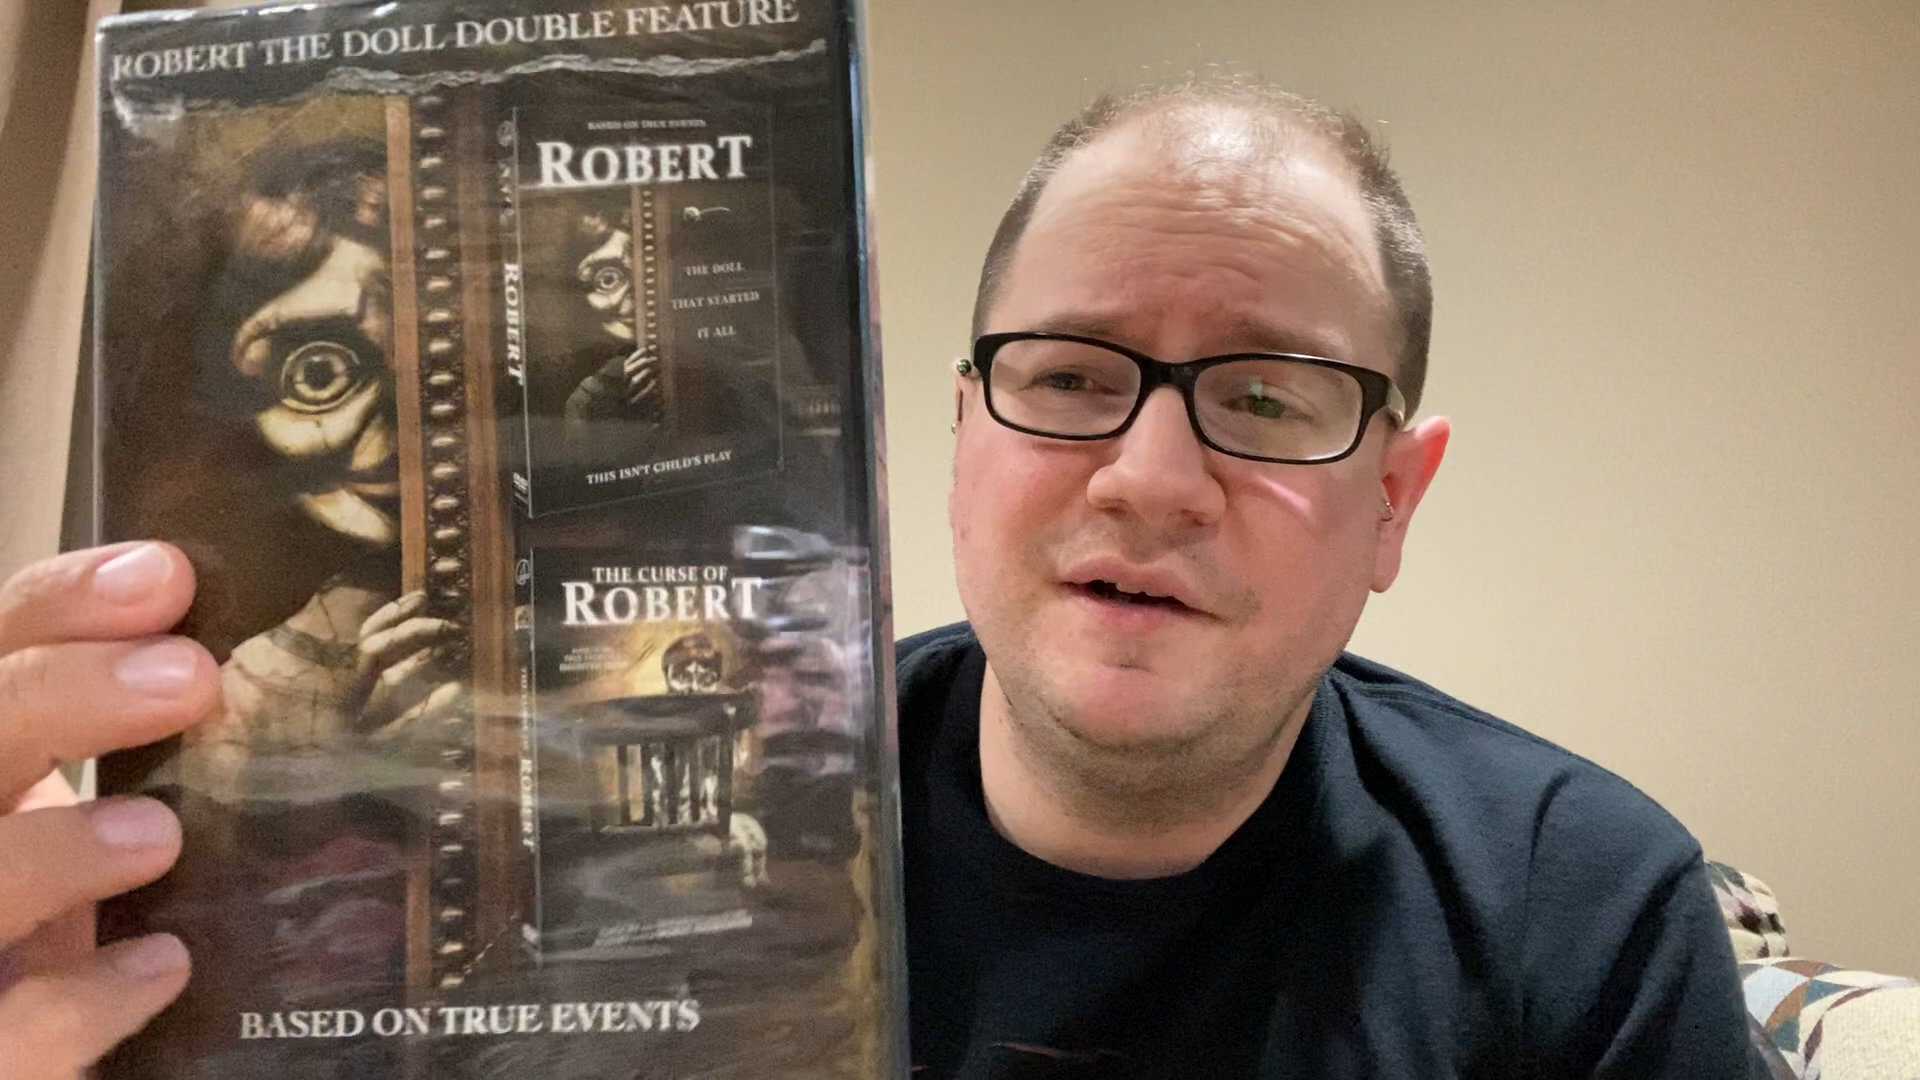 ROBERT THE DOLL DOUBLE FEATURE
BASED ON TRUE EVENTS
ROBERT
ROBERT
THE DOLL
THAT STARTED
IT ALL
THIS ISN'T CHILD'S PLAY
THE CURSE OF
ROBERT
ROBERT
BASED ON TRUE EVENTS